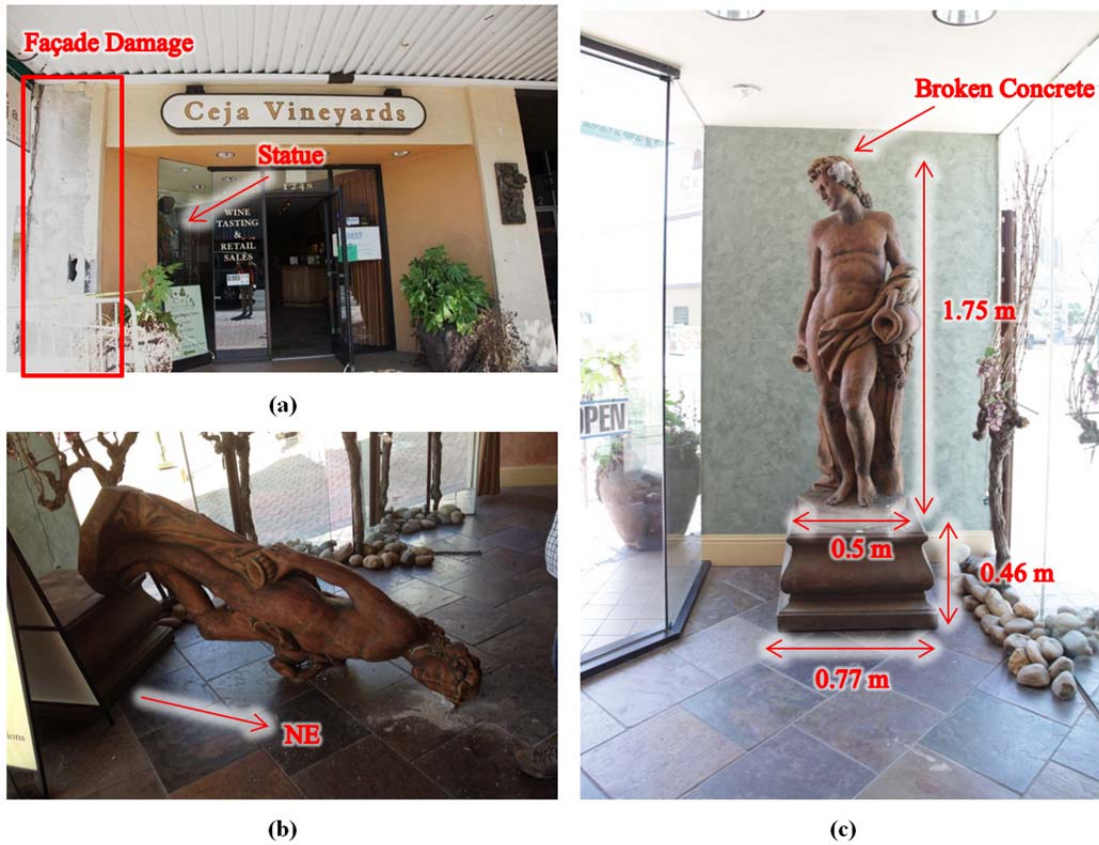 Façade Damage
Ceja Vineyards
Statue
1248
WINE
TASTING
&
RETAIL
SALES
(a)
NE
(b)
Broken Concrete
1.75 m
OPEN
0.5 m
0.46 m
0.77 m
(c)